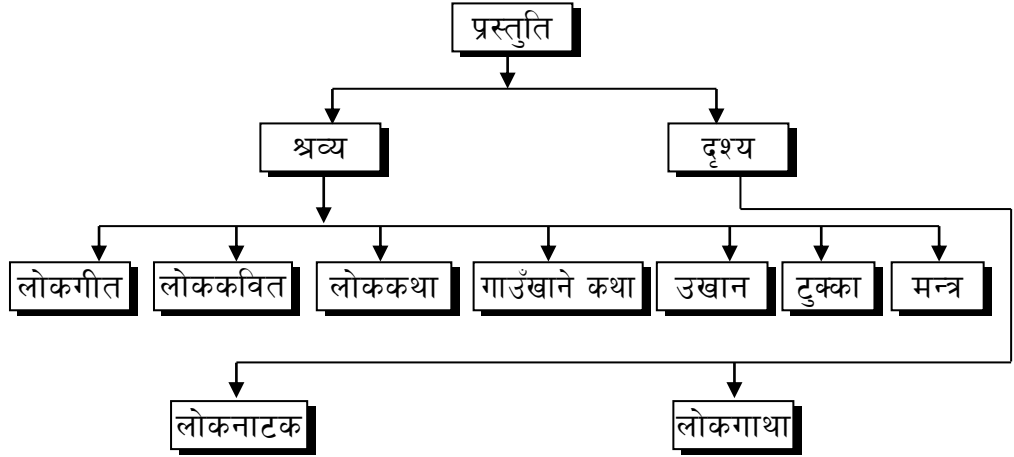 प्रस्तुति
श्रव्य दृश्य
लोकगीत लोककवित लोककथा गाउँखाने कथा उखान टुक्का मन्त्र
लोकनाटक लोकगाथा